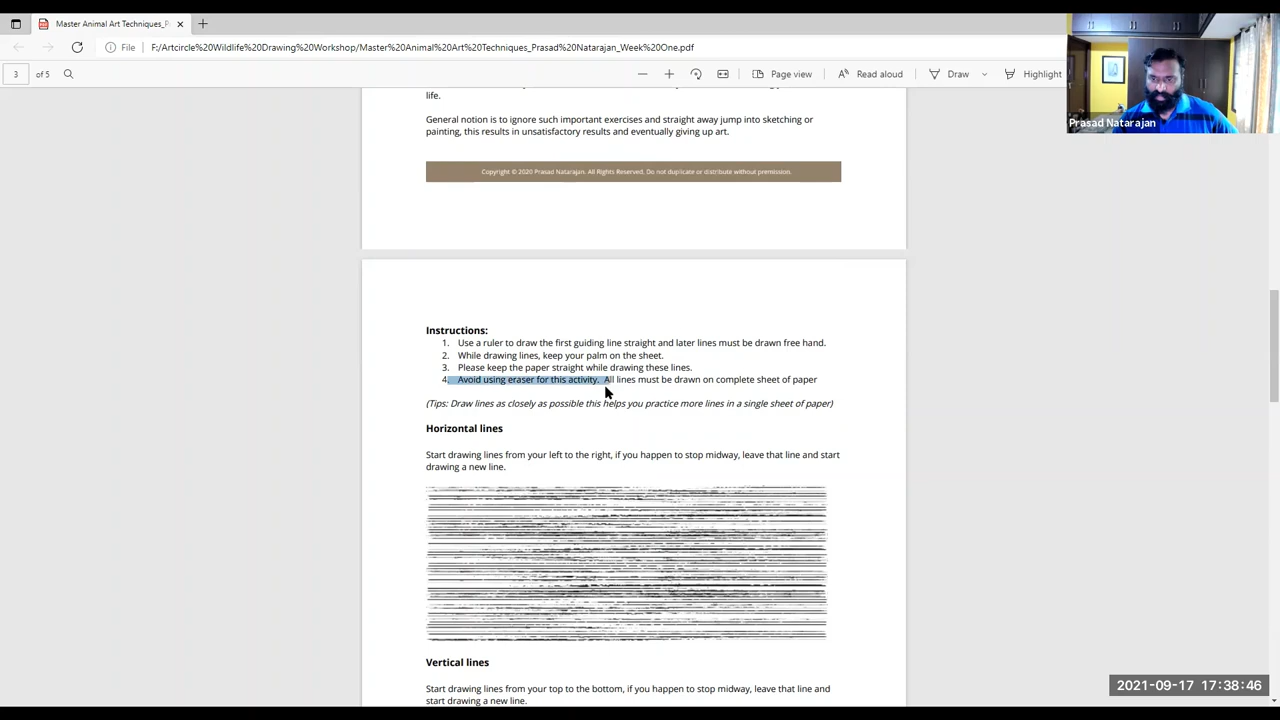 Master Animal Art Techniques_P
File
F:/Artcircle%20Wildlife%20Drawing%20Workshop/Master%20Animal%20Art%20Techniques_Prasad%20Natarajan_Week%20One.pdf
3 of 5
Page view
Read aloud
Draw
Highlight
Prasad Natarajan
life.
General notion is to ignore such important exercises and straight away jump into sketching or
painting, this results in unsatisfactory results and eventually giving up art.
Copyright © 2020 Prasad Natarajan. All Rights Reserved. Do not duplicate or distribute without premission.
Instructions:
1. Use a ruler to draw the first guiding line straight and later lines must be drawn free hand.
2. While drawing lines, keep your palm on the sheet.
3. Please keep the paper straight while drawing these lines.
4. Avoid using eraser for this activity. All lines must be drawn on complete sheet of paper
(Tips: Draw lines as closely as possible this helps you practice more lines in a single sheet of paper)
Horizontal lines
Start drawing lines from your left to the right, if you happen to stop midway, leave that line and start
drawing a new line.
Vertical lines
Start drawing lines from your top to the bottom, if you happen to stop midway, leave that line and
start drawing a new line.
2021-09-17 17:38:46